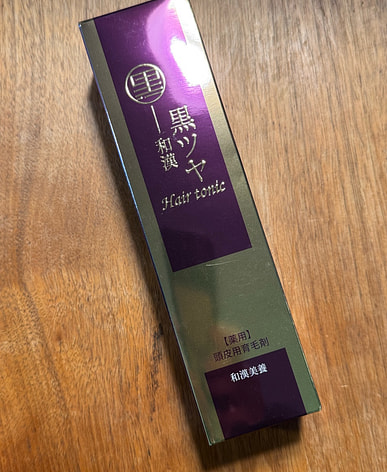 黒
黒ツヤ
和漢
Hair tonic
【薬用】
頭皮用育毛剤
和漢美養